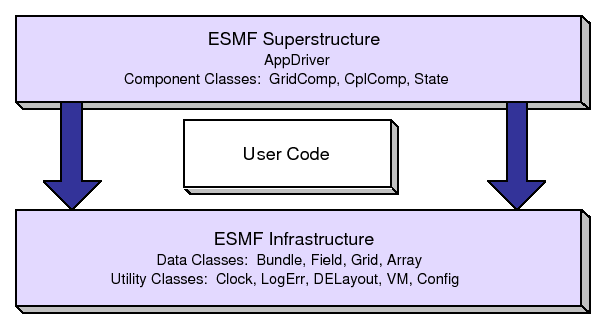 ESMF Superstructure
AppDriver
Component Classes: GridComp, CplComp, State
User Code
ESMF Infrastructure
Data Classes: Bundle, Field, Grid, Array
Utility Classes: Clock, LogErr, DELayout, VM, Config